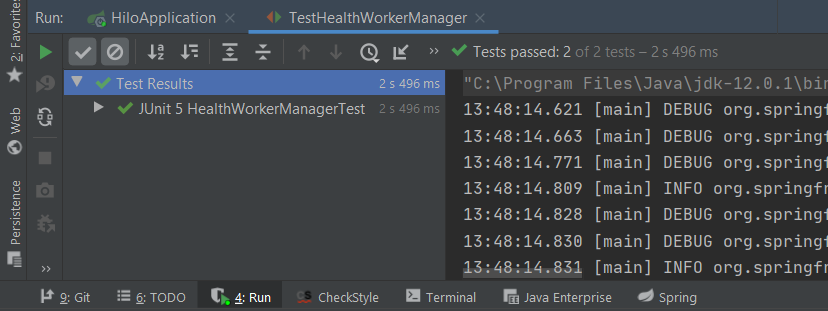 Run: HiloApplication × TestHealthWorkerManager ×
2: Favorites
Web
Persistence
>> Tests passed: 2 of 2 tests – 2 s 496 ms
Test Results 2 s 496 ms
JUnit 5 HealthWorkerManagerTest 2 s 496 ms
"C:\Program Files\Java\jdk-12.0.1\bin
13:48:14.621 [main] DEBUG org.springf
13:48:14.663 [main] DEBUG org.springf
13:48:14.771 [main] DEBUG org.springf
13:48:14.809 [main] INFO org.springfr
13:48:14.828 [main] DEBUG org.springf
13:48:14.830 [main] DEBUG org.springf
13:48:14.831 [main] INFO org.springfr
>>
9: Git 6: TODO 4: Run CheckStyle Terminal Java Enterprise Spring